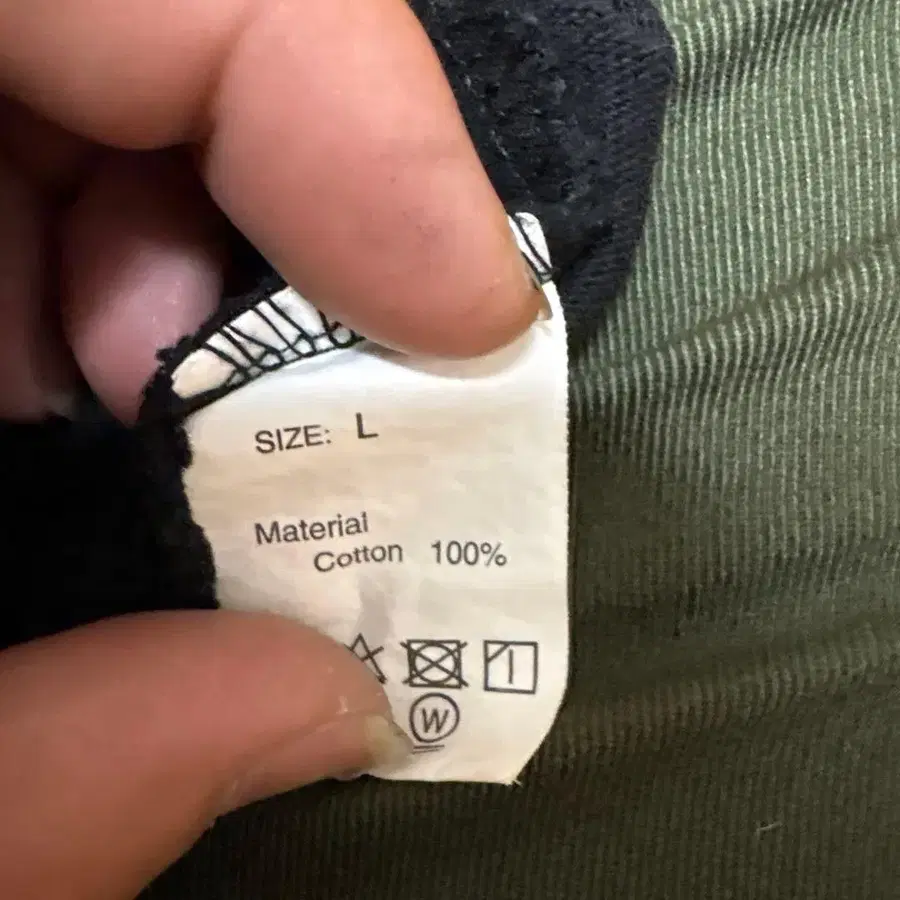 SIZE: L
Material
Cotton 100%
W